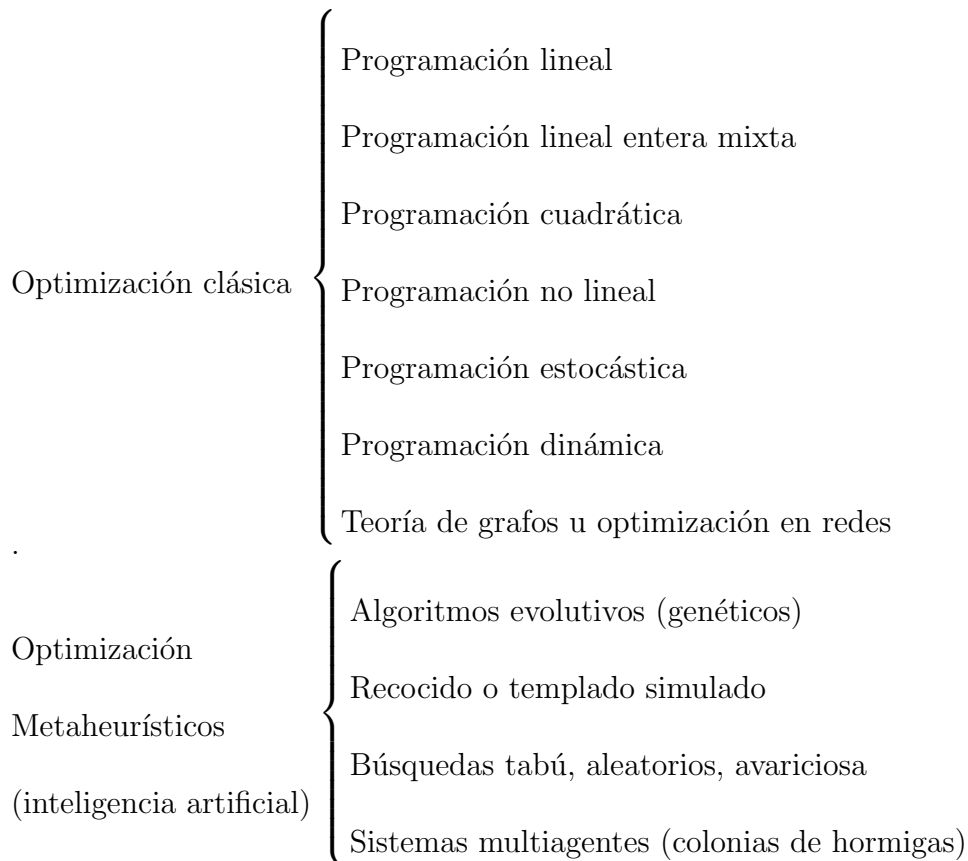 Optimización clásica
Programación lineal
Programación lineal entera mixta
Programación cuadrática
Programación no lineal
Programación estocástica
Programación dinámica
Teoría de grafos u optimización en redes
.
Optimización
Metaheurísticos
(inteligencia artificial)
Algoritmos evolutivos (genéticos)
Recocido o templado simulado
Búsquedas tabú, aleatorios, avariciosa
Sistemas multiagentes (colonias de hormigas)